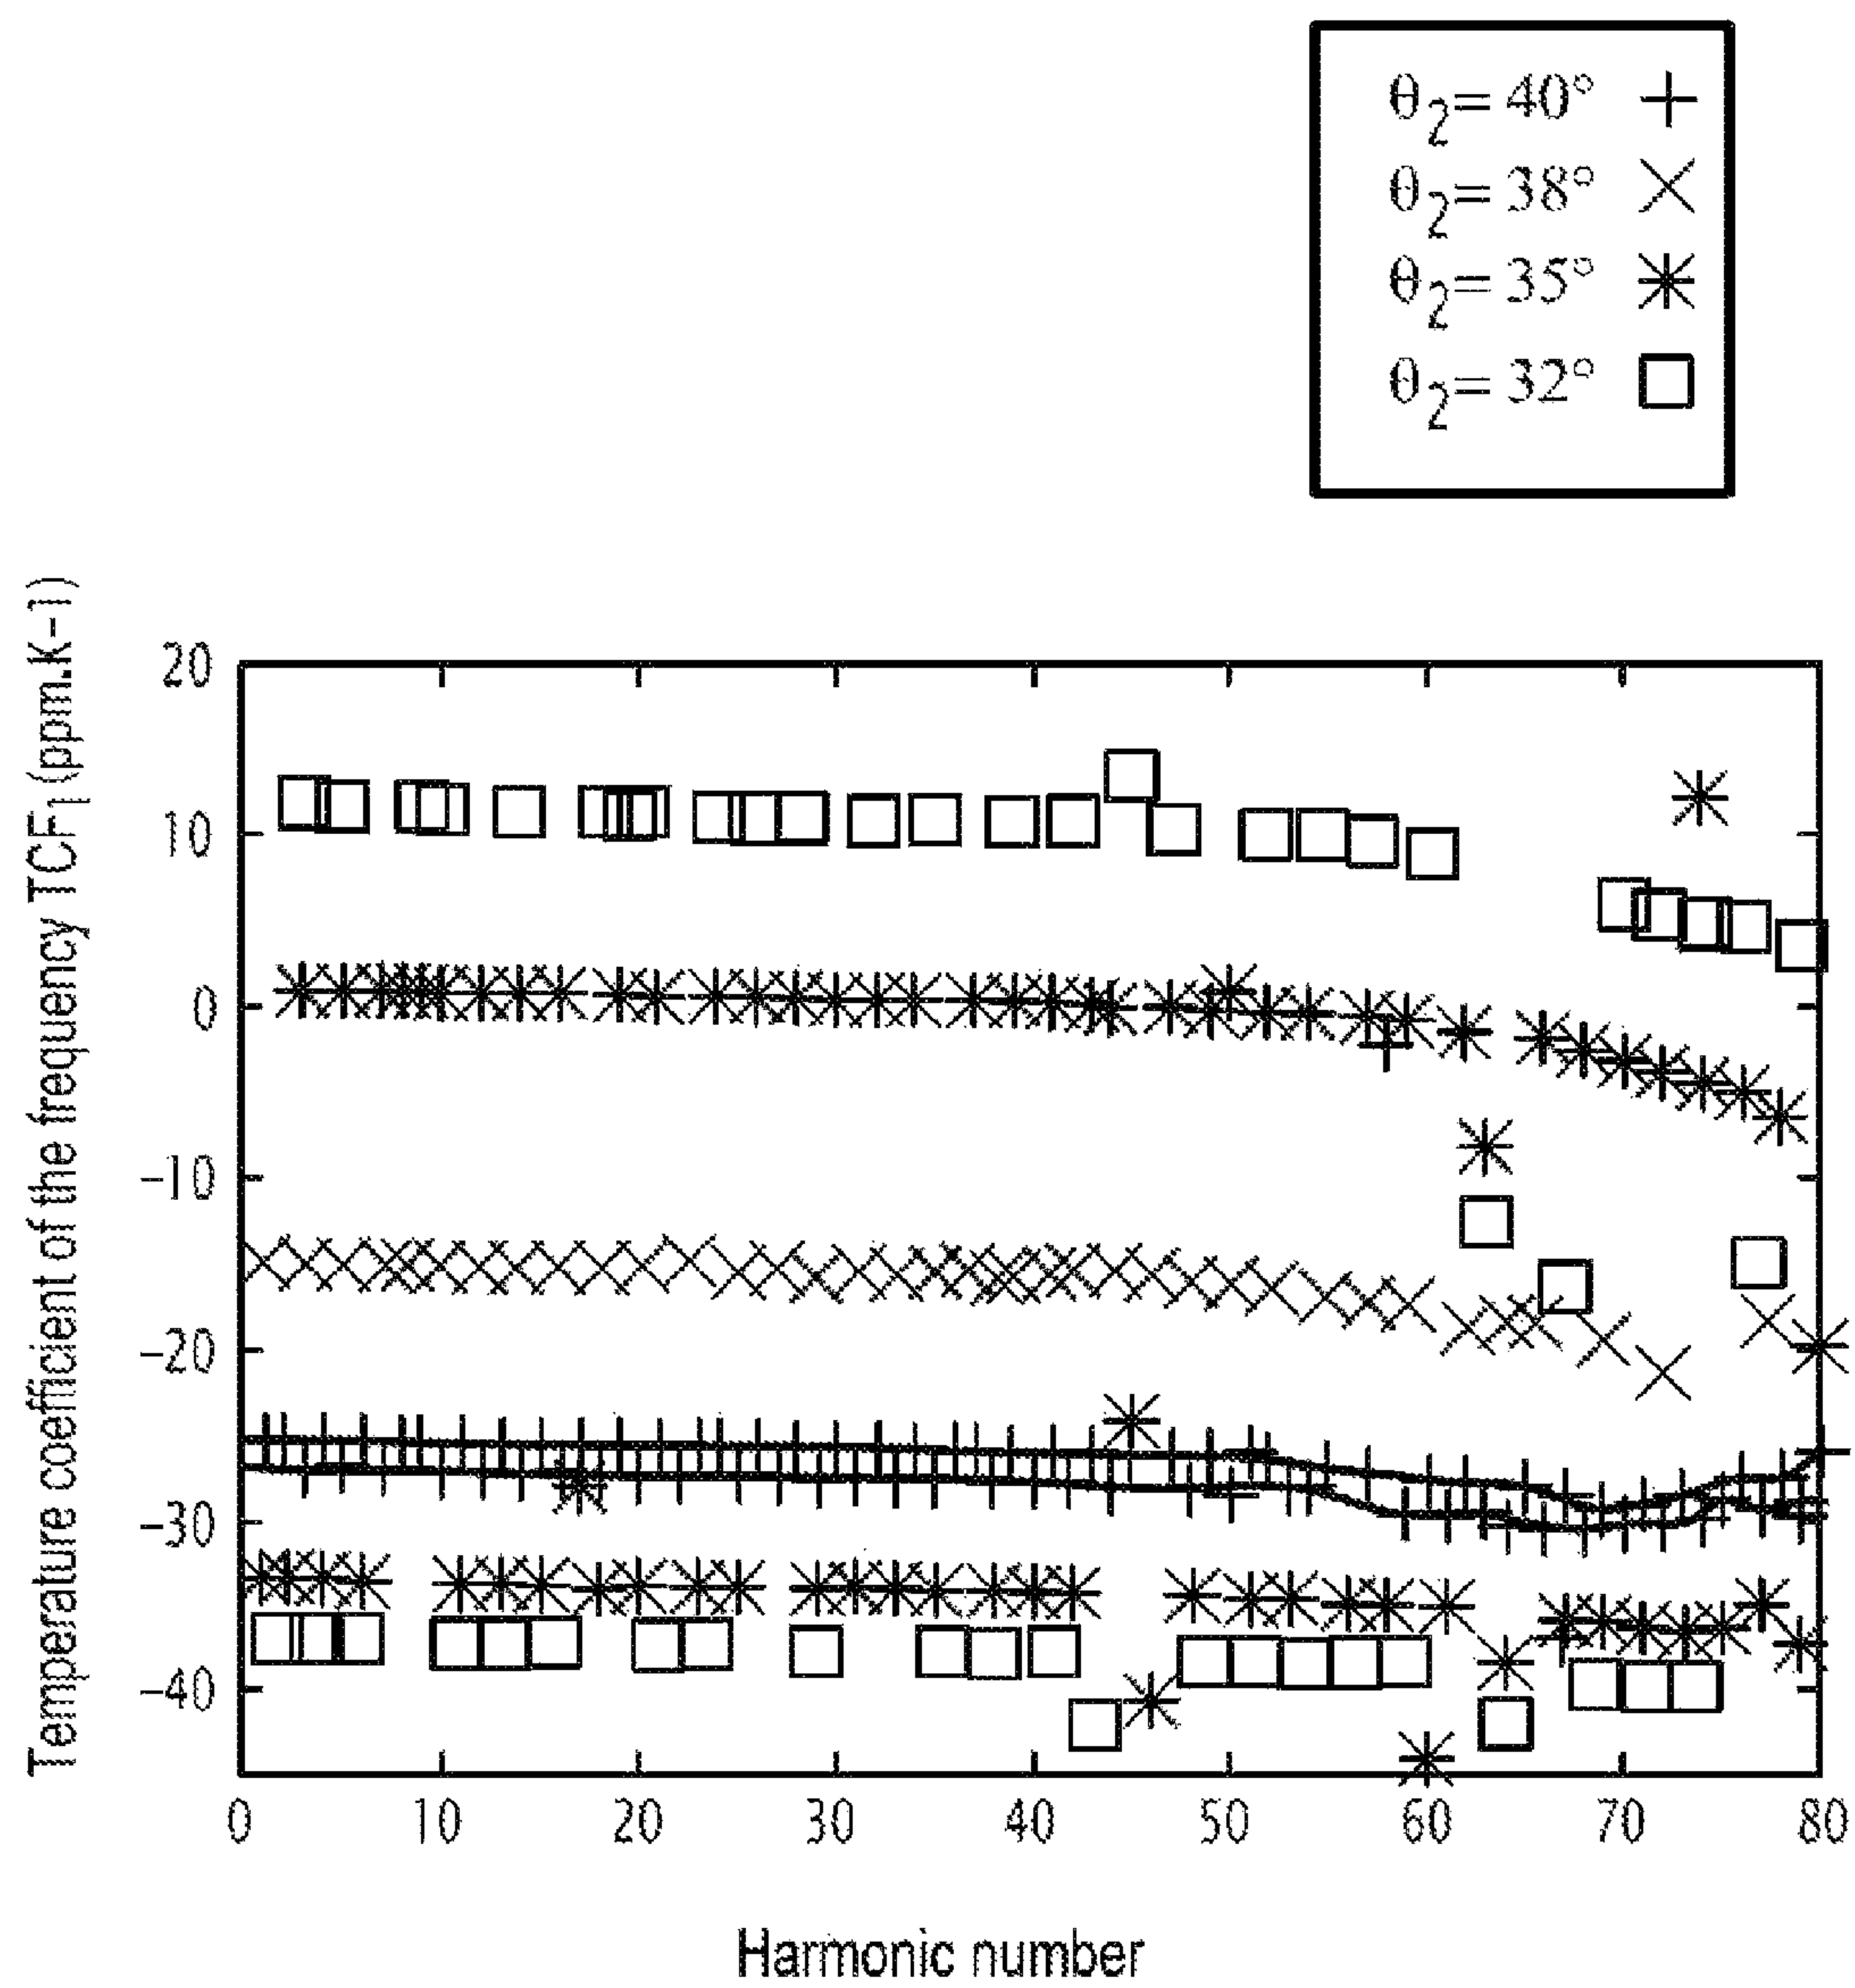 θ2= 40°
θ2= 38°
θ2= 35°
θ2= 32°
Temperature coefficient of the frequency TCF1 (ppm.K-1)
20
10
0
-10
-20
-30
-40
0 10 20 30 40 50 60 70 80
Harmonic number